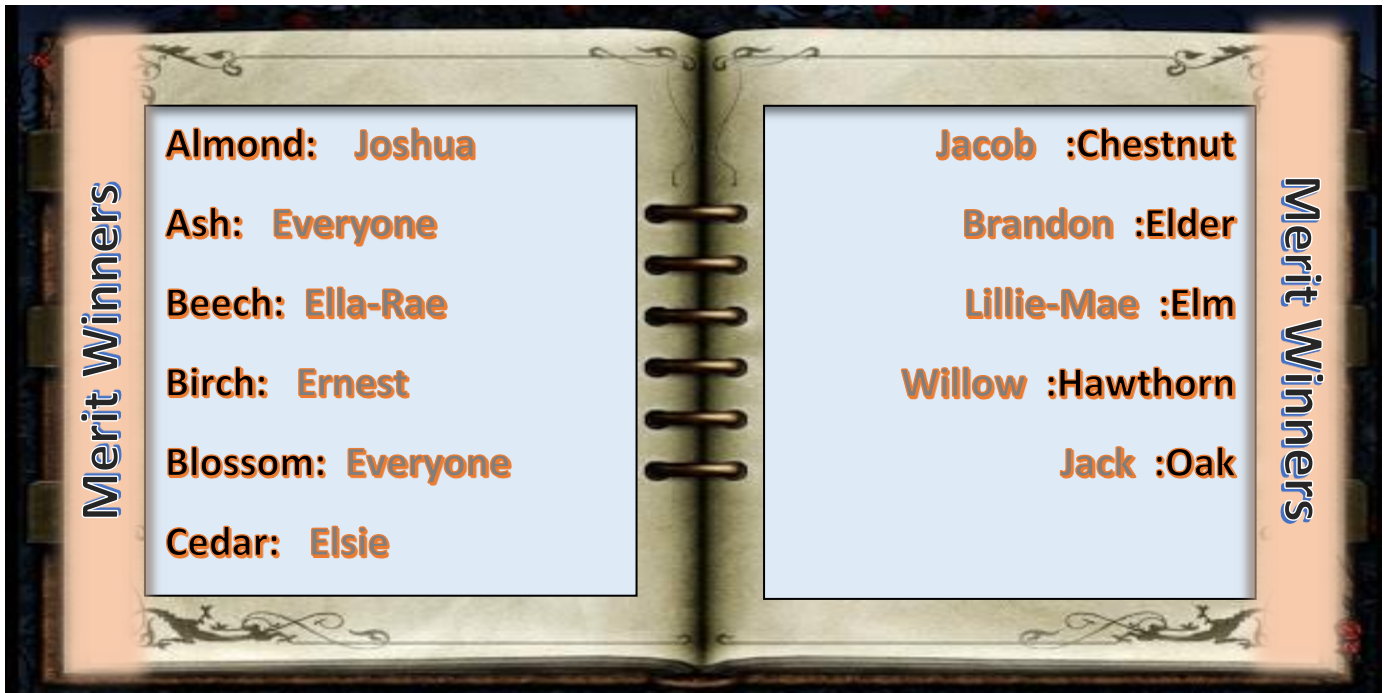 Merit Winners
Almond: Joshua
Ash: Everyone
Beech: Ella-Rae
Birch: Ernest
Blossom: Everyone
Cedar: Elsie
Jacob :Chestnut
Brandon :Elder
Lillie-Mae :Elm
Willow :Hawthorn
Jack :Oak
Merit Winners